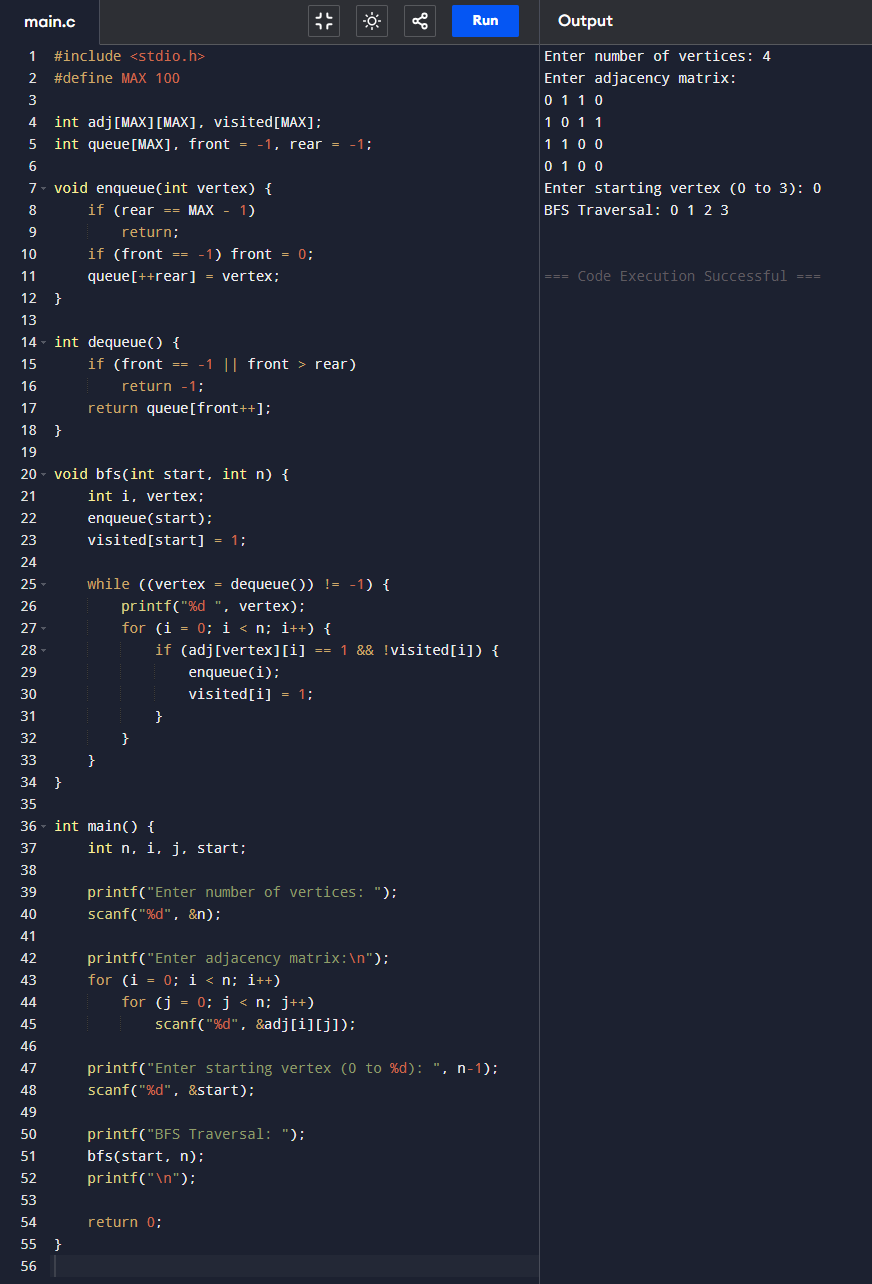 main.c
Run
Output
1 #include <stdio.h>
2 #define MAX 100
3
4 int adj[MAX][MAX], visited[MAX];
5 int queue[MAX], front = -1, rear = -1;
6
7 void enqueue(int vertex) {
8     if (rear == MAX - 1)
9         return;
10     if (front == -1) front = 0;
11     queue[++rear] = vertex;
12 }
13
14 int dequeue() {
15     if (front == -1 || front > rear)
16         return -1;
17     return queue[front++];
18 }
19
20 void bfs(int start, int n) {
21     int i, vertex;
22     enqueue(start);
23     visited[start] = 1;
24
25     while ((vertex = dequeue()) != -1) {
26         printf("%d ", vertex);
27         for (i = 0; i < n; i++) {
28             if (adj[vertex][i] == 1 && !visited[i]) {
29                 enqueue(i);
30                 visited[i] = 1;
31             }
32         }
33     }
34 }
35
36 int main() {
37     int n, i, j, start;
38
39     printf("Enter number of vertices: ");
40     scanf("%d", &n);
41
42     printf("Enter adjacency matrix:\n");
43     for (i = 0; i < n; i++)
44         for (j = 0; j < n; j++)
45             scanf("%d", &adj[i][j]);
46
47     printf("Enter starting vertex (0 to %d): ", n-1);
48     scanf("%d", &start);
49
50     printf("BFS Traversal: ");
51     bfs(start, n);
52     printf("\n");
53
54     return 0;
55 }
56
Enter number of vertices: 4
Enter adjacency matrix:
0 1 1 0
1 0 1 1
1 1 0 0
0 1 0 0
Enter starting vertex (0 to 3): 0
BFS Traversal: 0 1 2 3
=== Code Execution Successful ===